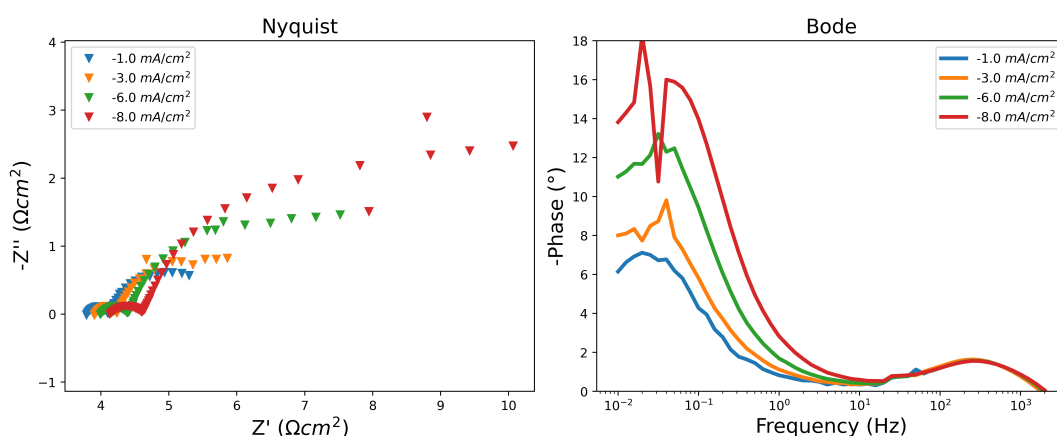 Nyquist
4
3
2
1
0
−1
4
5
6
7
8
9
10
-Z'' (Ωcm²)
Z' (Ωcm²)
-1.0 mA/cm²
-3.0 mA/cm²
-6.0 mA/cm²
-8.0 mA/cm²
Bode
18
16
14
12
10
8
6
4
2
0
10⁻²
10⁻¹
10⁰
10¹
10²
10³
-Phase (°)
Frequency (Hz)
-1.0 mA/cm²
-3.0 mA/cm²
-6.0 mA/cm²
-8.0 mA/cm²